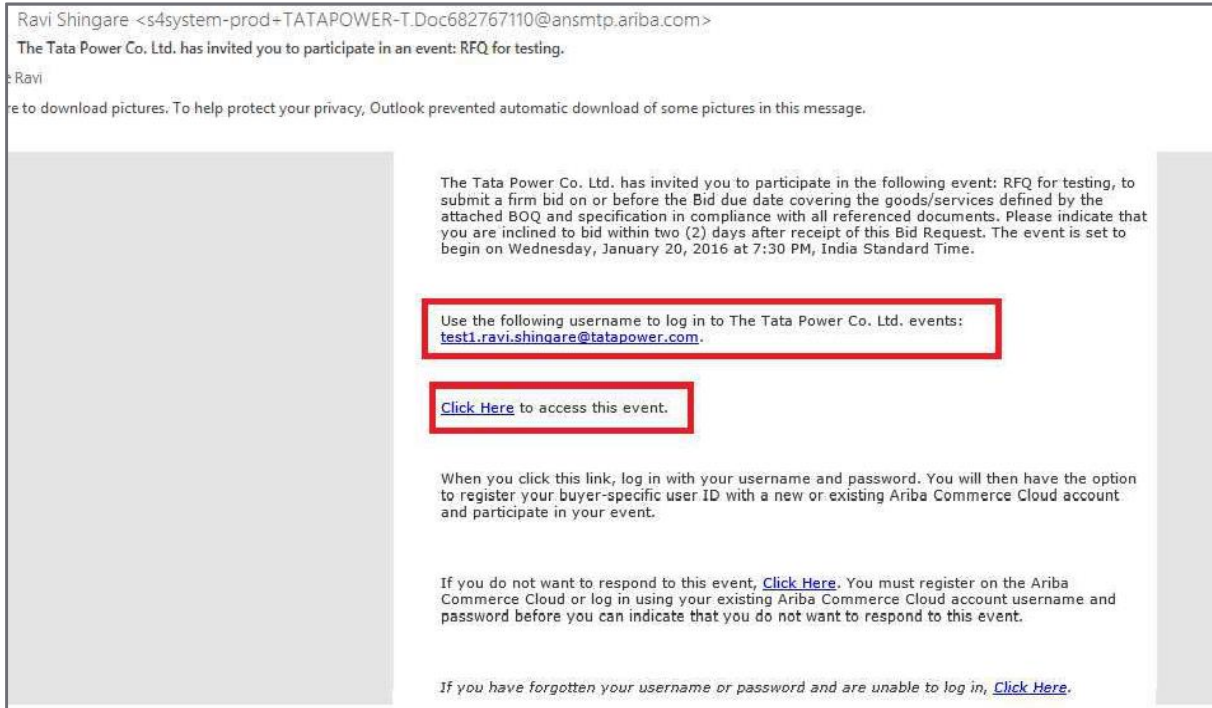 Ravi Shingare <s4system-prod+TATAPOWER-T.Doc682767110@ansmtp.ariba.com>
The Tata Power Co. Ltd. has invited you to participate in an event: RFQ for testing.
Ravi
re to download pictures. To help protect your privacy, Outlook prevented automatic download of some pictures in this message.
The Tata Power Co. Ltd. has invited you to participate in the following event: RFQ for testing, to
submit a firm bid on or before the Bid due date covering the goods/services defined by the
attached BOQ and specification in compliance with all referenced documents. Please indicate that
you are inclined to bid within two (2) days after receipt of this Bid Request. The event is set to
begin on Wednesday, January 20, 2016 at 7:30 PM, India Standard Time.
Use the following username to log in to The Tata Power Co. Ltd. events:
test1.ravi.shingare@tatapower.com.
Click Here to access this event.
When you click this link, log in with your username and password. You will then have the option
to register your buyer-specific user ID with a new or existing Ariba Commerce Cloud account
and participate in your event.
If you do not want to respond to this event, Click Here. You must register on the Ariba
Commerce Cloud or log in using your existing Ariba Commerce Cloud account username and
password before you can indicate that you do not want to respond to this event.
If you have forgotten your username or password and are unable to log in, Click Here.